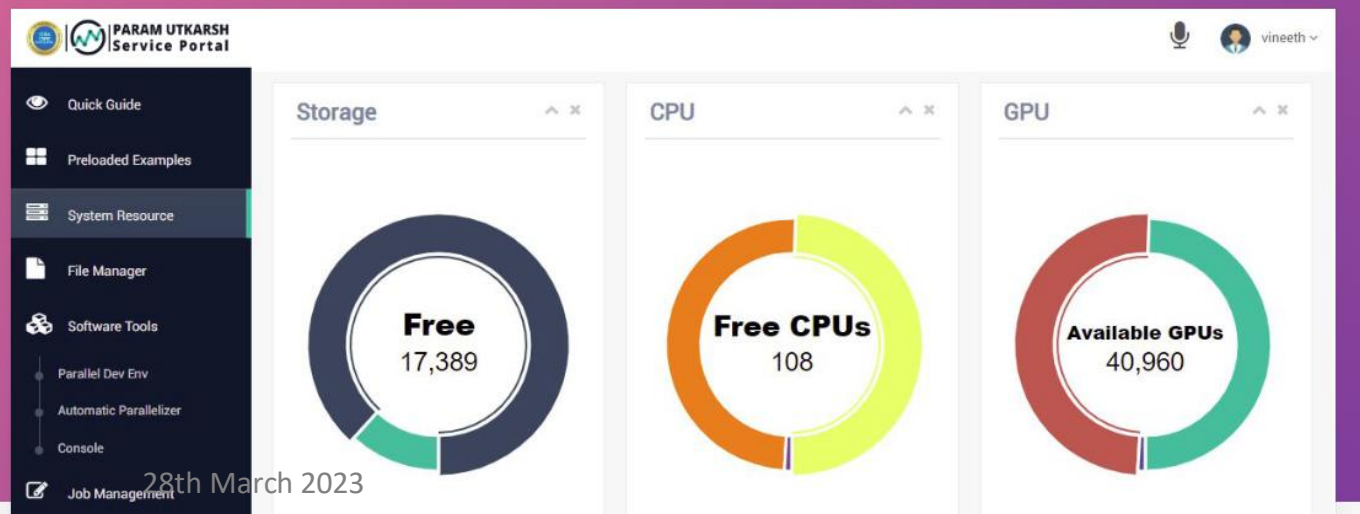 PARAM UTKARSH
Service Portal
vineeth
Quick Guide
Preloaded Examples
System Resource
File Manager
Software Tools
Parallel Dev Env
Automatic Parallelizer
Console
Job Management
Storage
Free
17,389
CPU
Free CPUs
108
GPU
Available GPUs
40,960
28th March 2023